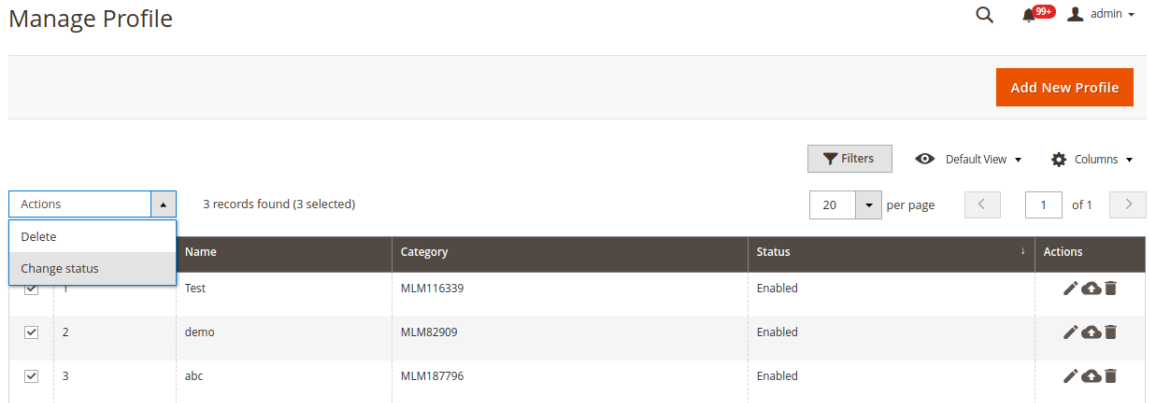 Manage Profile
99+ admin
Add New Profile
Filters Default View Columns
Actions 3 records found (3 selected) 20 per page 1 of 1
Delete
Change status
Name Category Status Actions
1 Test MLM116339 Enabled
2 demo MLM82909 Enabled
3 abc MLM187796 Enabled